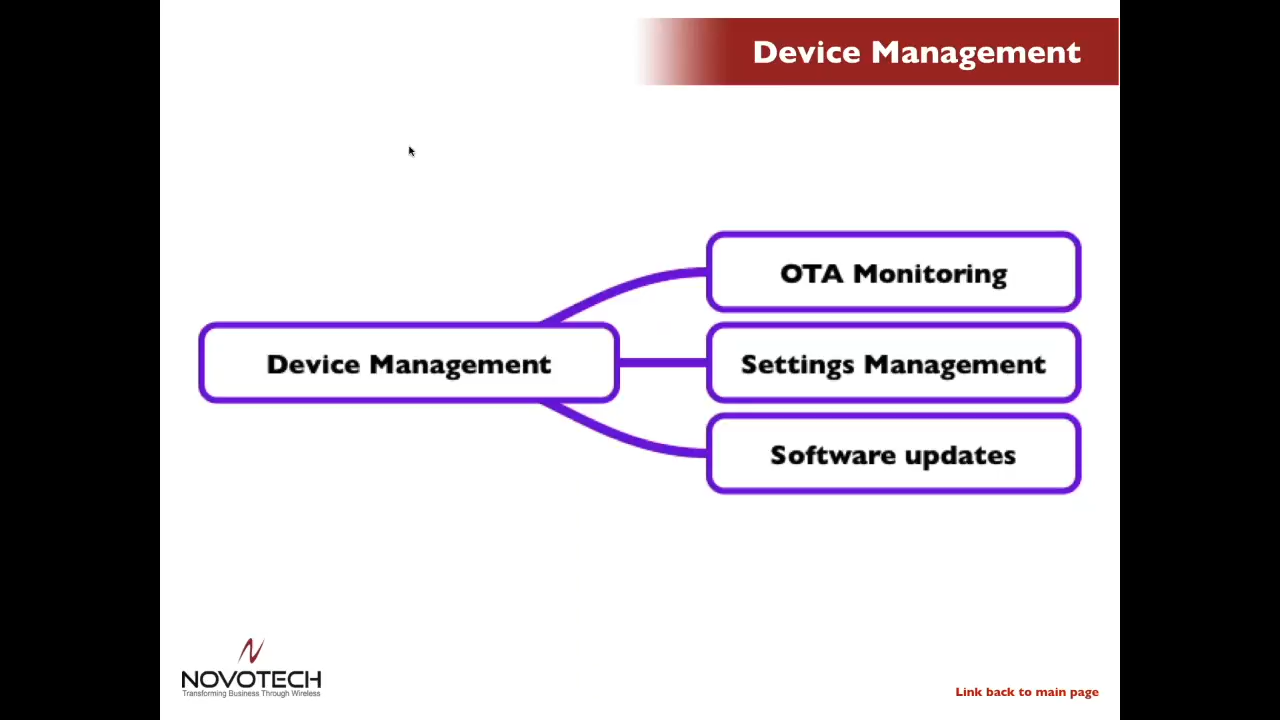 Device Management
OTA Monitoring
Device Management
Settings Management
Software updates
NOVOTECH
Transforming Business Through Wireless
Link back to main page